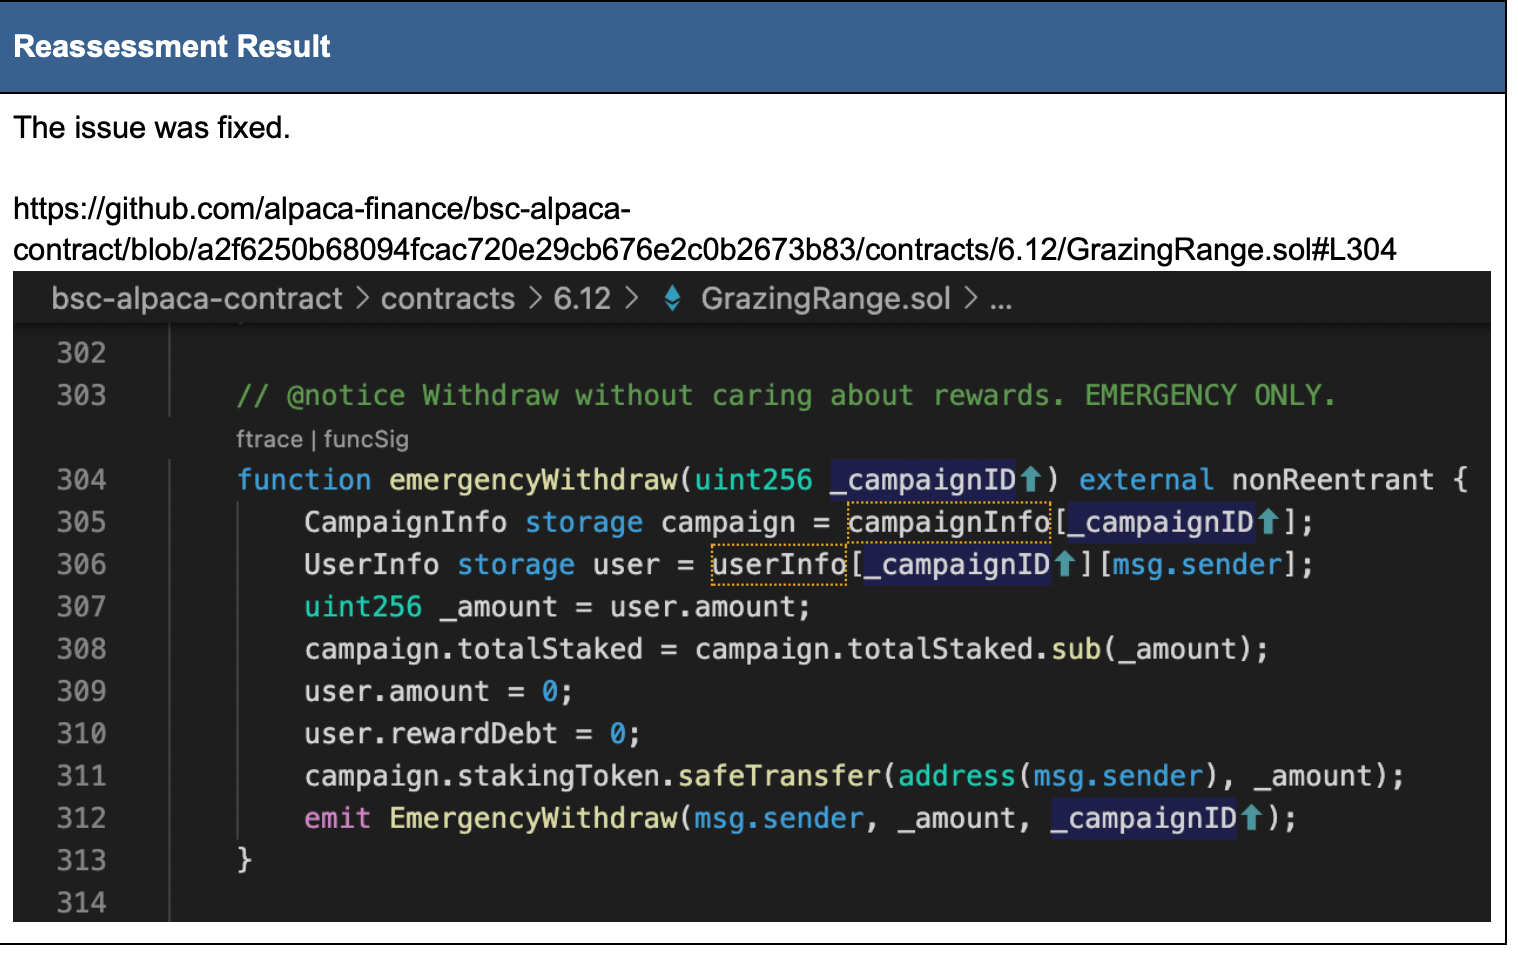 Reassessment Result
The issue was fixed.
https://github.com/alpaca-finance/bsc-alpaca-
contract/blob/a2f6250b68094fcac720e29cb676e2c0b2673b83/contracts/6.12/GrazingRange.sol#L304
bsc-alpaca-contract > contracts > 6.12 > GrazingRange.sol > ...
302
303 // @notice Withdraw without caring about rewards. EMERGENCY ONLY.
ftrace | funcSig
304 function emergencyWithdraw(uint256 _campaignID⬆) external nonReentrant {
305 CampaignInfo storage campaign = campaignInfo[_campaignID⬆];
306 UserInfo storage user = userInfo[_campaignID⬆][msg.sender];
307 uint256 _amount = user.amount;
308 campaign.totalStaked = campaign.totalStaked.sub(_amount);
309 user.amount = 0;
310 user.rewardDebt = 0;
311 campaign.stakingToken.safeTransfer(address(msg.sender), _amount);
312 emit EmergencyWithdraw(msg.sender, _amount, _campaignID⬆);
313 }
314